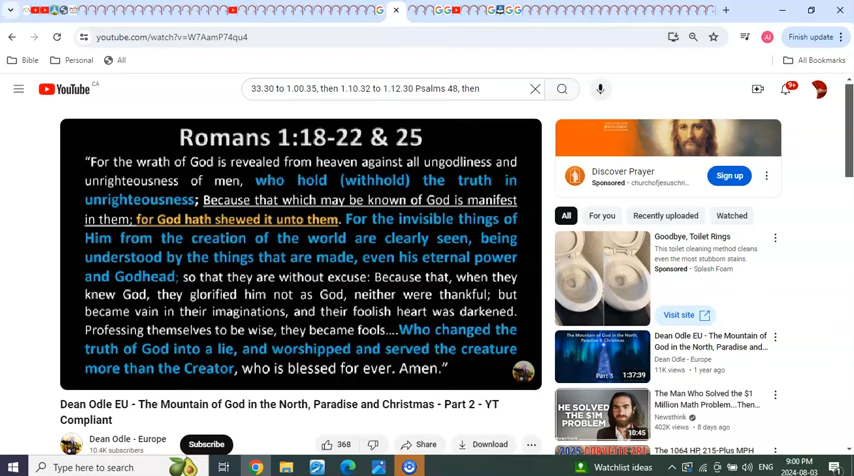 Finish update
youtube.com/watch?v=W7AamP74qu4
Bible
Personal
All
All Bookmarks
YouTube CA
33.30 to 1.00.35, then 1.10.32 to 1.12.30 Psalms 48, then
9+
Romans 1:18-22 & 25
"For the wrath of God is revealed from heaven against all ungodliness and
unrighteousness of men, who hold (withhold) the truth in
unrighteousness; Because that which may be known of God is manifest
in them; for God hath shewed it unto them. For the invisible things of
Him from the creation of the world are clearly seen, being
understood by the things that are made, even his eternal power
and Godhead; so that they are without excuse: Because that, when they
knew God, they glorified him not as God, neither were thankful; but
became vain in their imaginations, and their foolish heart was darkened.
Professing themselves to be wise, they became fools....Who changed the
truth of God into a lie, and worshipped and served the creature
more than the Creator, who is blessed for ever. Amen."
Dean Odle EU - The Mountain of God in the North, Paradise and Christmas - Part 2 - YT
Compliant
Dean Odle - Europe
10.4K subscribers
Subscribe
368
Share
Download
Discover Prayer
Sponsored · churchofjesuschri...
Sign up
All
For you
Recently uploaded
Watched
Goodbye, Toilet Rings
This toilet cleaning method cleans
even the most stubborn stains.
Sponsored · Splash Foam
Visit site
The Mountain of God in the North,
Paradise & Christmas
Part 3
1:37:39
Dean Odle EU - The Mountain of
God in the North, Paradise and...
Dean Odle - Europe
11K views · 1 year ago
HE SOLVED
THE $1M
PROBLEM
10:45
The Man Who Solved the $1
Million Math Problem...Then...
Newsthink
402K views · 8 days ago
The 1064 HP, 215-Plus MPH
Type here to search
Watchlist ideas
9:00 PM
2024-08-03